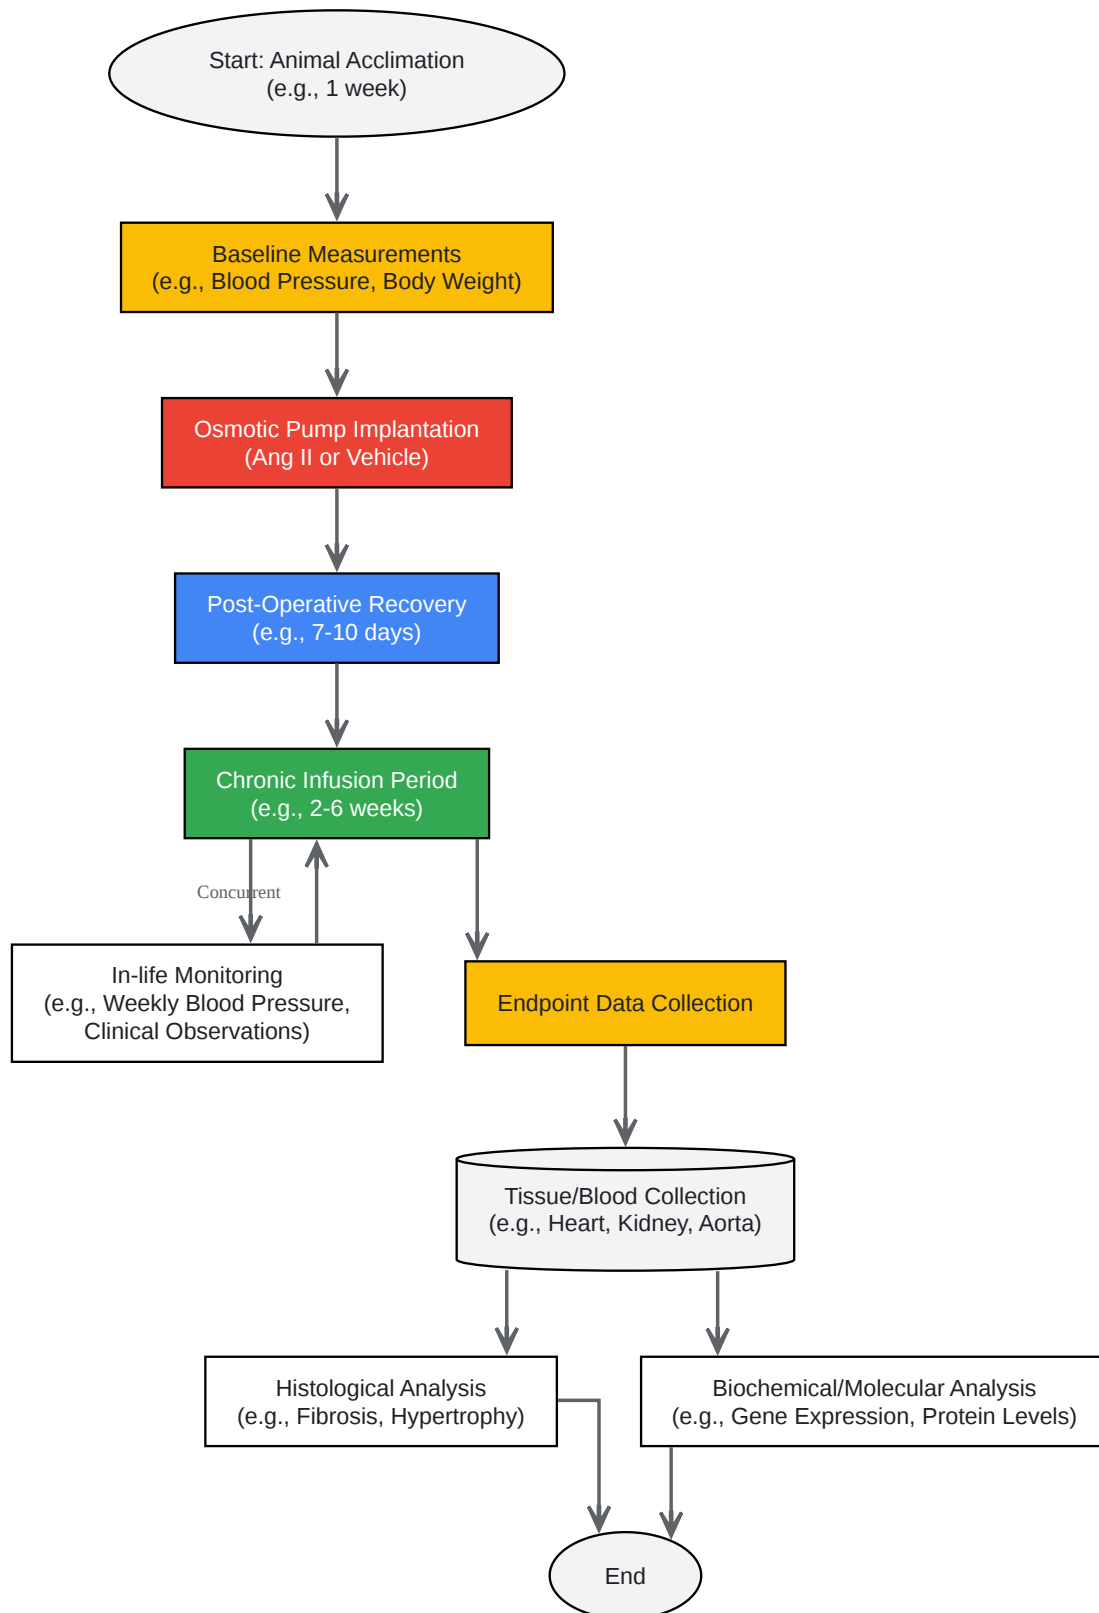 Start: Animal Acclimation
(e.g., 1 week)
Baseline Measurements
(e.g., Blood Pressure, Body Weight)
Osmotic Pump Implantation
(Ang II or Vehicle)
Post-Operative Recovery
(e.g., 7-10 days)
Chronic Infusion Period
(e.g., 2-6 weeks)
Concurrent
In-life Monitoring
(e.g., Weekly Blood Pressure,
Clinical Observations)
Endpoint Data Collection
Tissue/Blood Collection
(e.g., Heart, Kidney, Aorta)
Histological Analysis
(e.g., Fibrosis, Hypertrophy)
Biochemical/Molecular Analysis
(e.g., Gene Expression, Protein Levels)
End